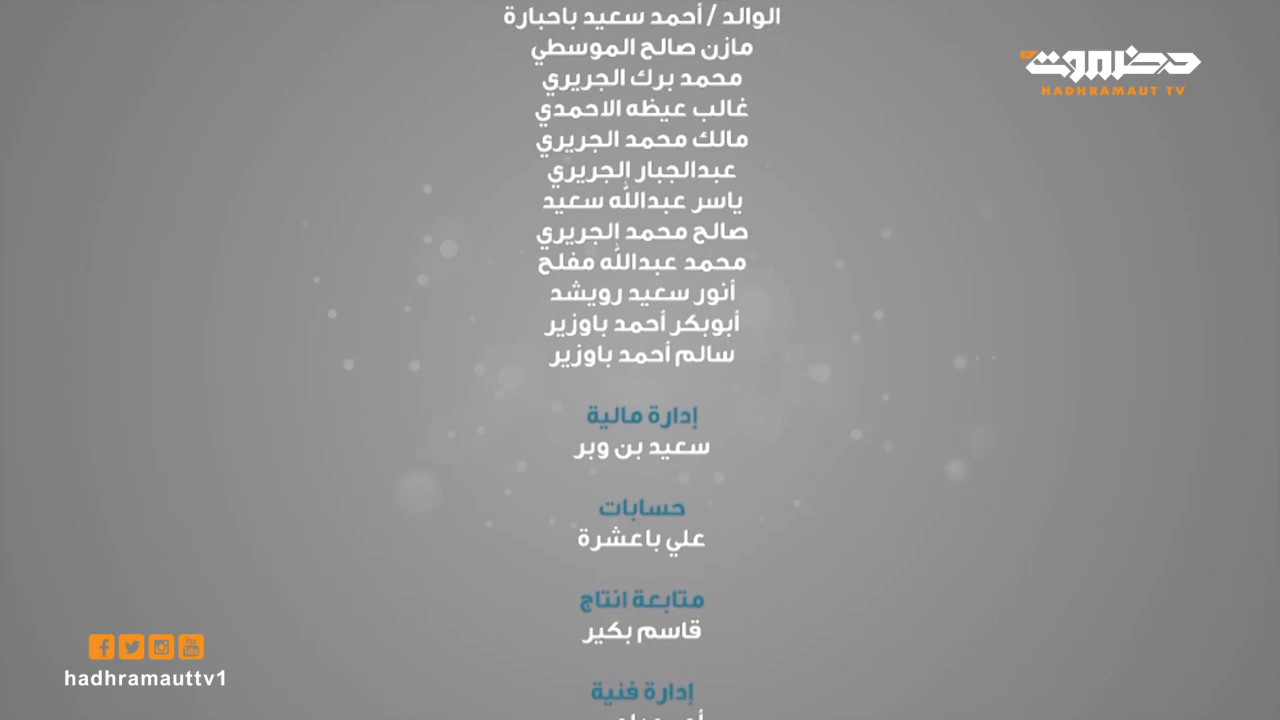 الوالد / أحمد سعيد باحبارة
مازن صالح الموسطي
محمد برك الجريري
غالب عيظه الاحمدي
مالك محمد الجريري
عبدالجبار الجريري
ياسر عبدالله سعيد
صالح محمد الجريري
محمد عبدالله مفلح
أنور سعيد رويشد
أبوبكر أحمد باوزير
سالم أحمد باوزير
إدارة مالية
سعيد بن وبر
حسابات
علي باعشرة
متابعة انتاج
قاسم بكير
إدارة فنية
حضرموت
HADHRAMAUT TV
You Tube
hadhramauttv1